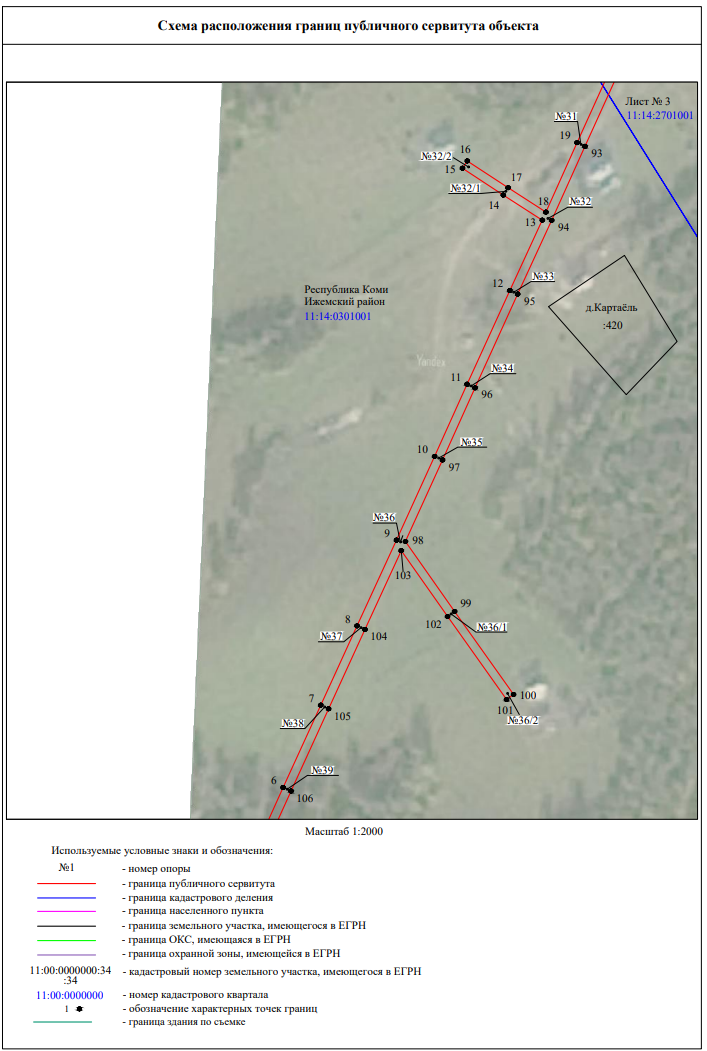 Схема расположения границ публичного сервитута объекта
Лист № 3
11:14:2701001
№31
19
93
16
№32/2
15
17
№32/1
14
18
№32
13
94
12
№33
95
Республика Коми
Ижемский район
11:14:0301001
д.Картаёль
:420
Yandex
11
№34
96
10
№35
97
№36
9
98
103
99
102
№36/1
8
№37
104
100
101
№36/2
7
105
№38
6
№39
106
Масштаб 1:2000
Используемые условные знаки и обозначения:
№1 - номер опоры
- граница публичного сервитута
- граница кадастрового деления
- граница населенного пункта
- граница земельного участка, имеющегося в ЕГРН
- граница ОКС, имеющаяся в ЕГРН
- граница охранной зоны, имеющейся в ЕГРН
11:00:0000000:34 - кадастровый номер земельного участка, имеющегося в ЕГРН
:34
11:00:0000000 - номер кадастрового квартала
1 - обозначение характерных точек границ
- граница здания по съемке